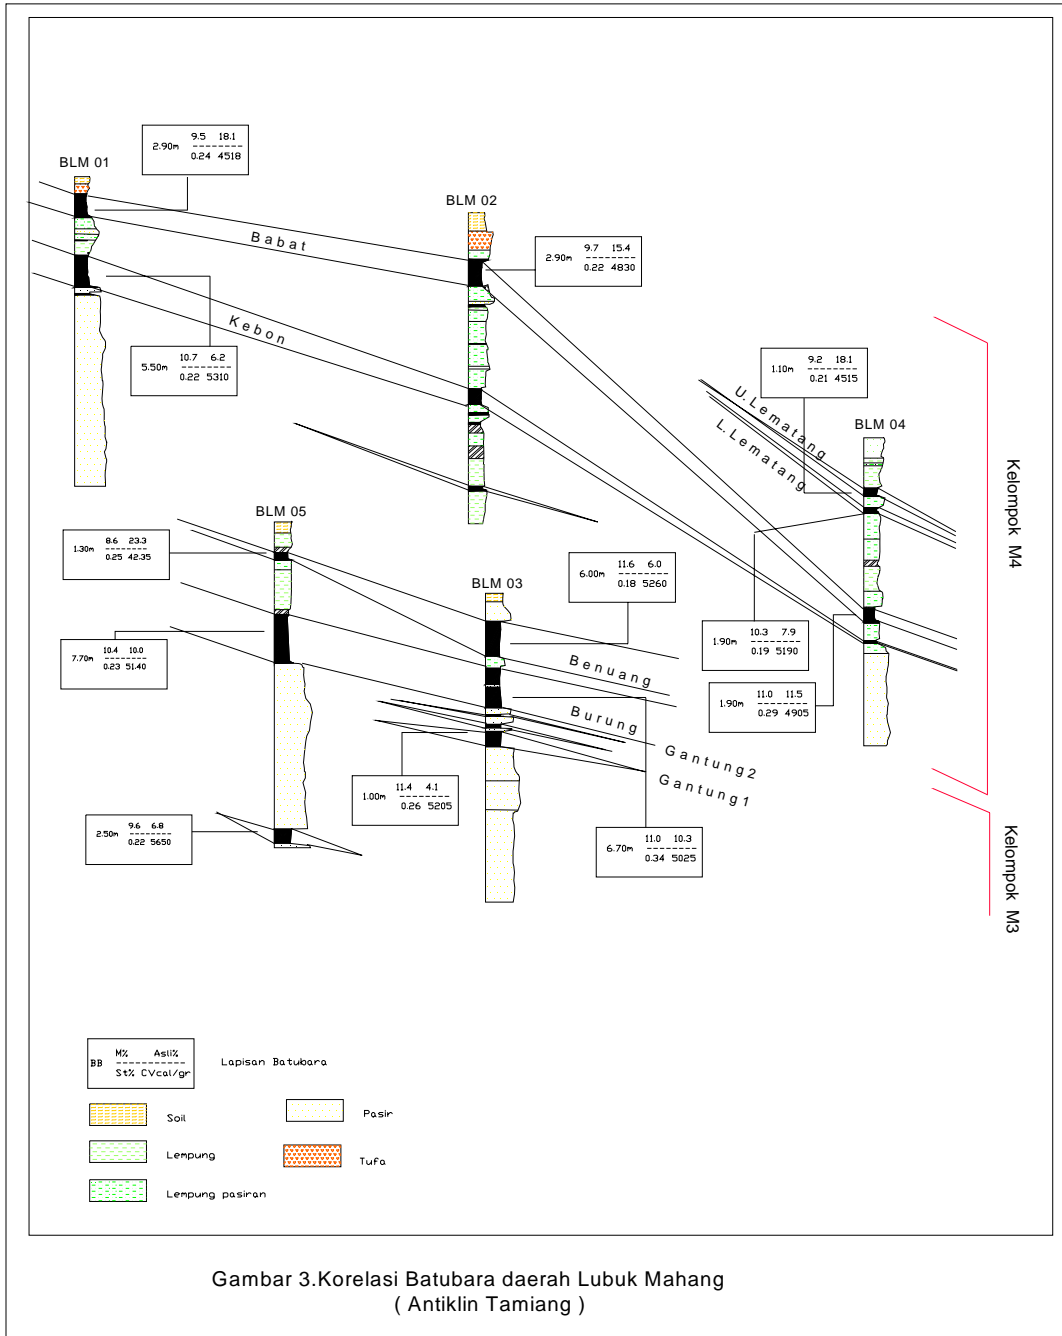 9.5 18.1
2.90m
0.24 4518
BLM 01
BLM 02
Babat
9.7 15.4
2.90m
0.22 4830
Kebon
10.7 6.2
5.50m
0.22 5310
9.2 18.1
1.10m
0.21 4515
U.Lematang
L.Lematang
BLM 04
Kelompok M4
BLM 05
8.6 23.3
1.30m
0.25 42.35
BLM 03
11.6 6.0
6.00m
0.18 5260
10.4 10.0
7.70m
0.23 51.40
Benuang
10.3 7.9
1.90m
0.19 5190
11.0 11.5
1.90m
0.29 4905
Burung
Gantung2
Gantung1
11.4 4.1
1.00m
0.26 5205
9.6 6.8
2.50m
0.22 5650
11.0 10.3
6.70m
0.34 5025
Kelompok M3
M% Asli%
BB
St% CVcal/gr
Lapisan Batubara
Soil
Pasir
Lempung
Tufa
Lempung pasiran
Gambar 3.Korelasi Batubara daerah Lubuk Mahang
( Antiklin Tamiang )